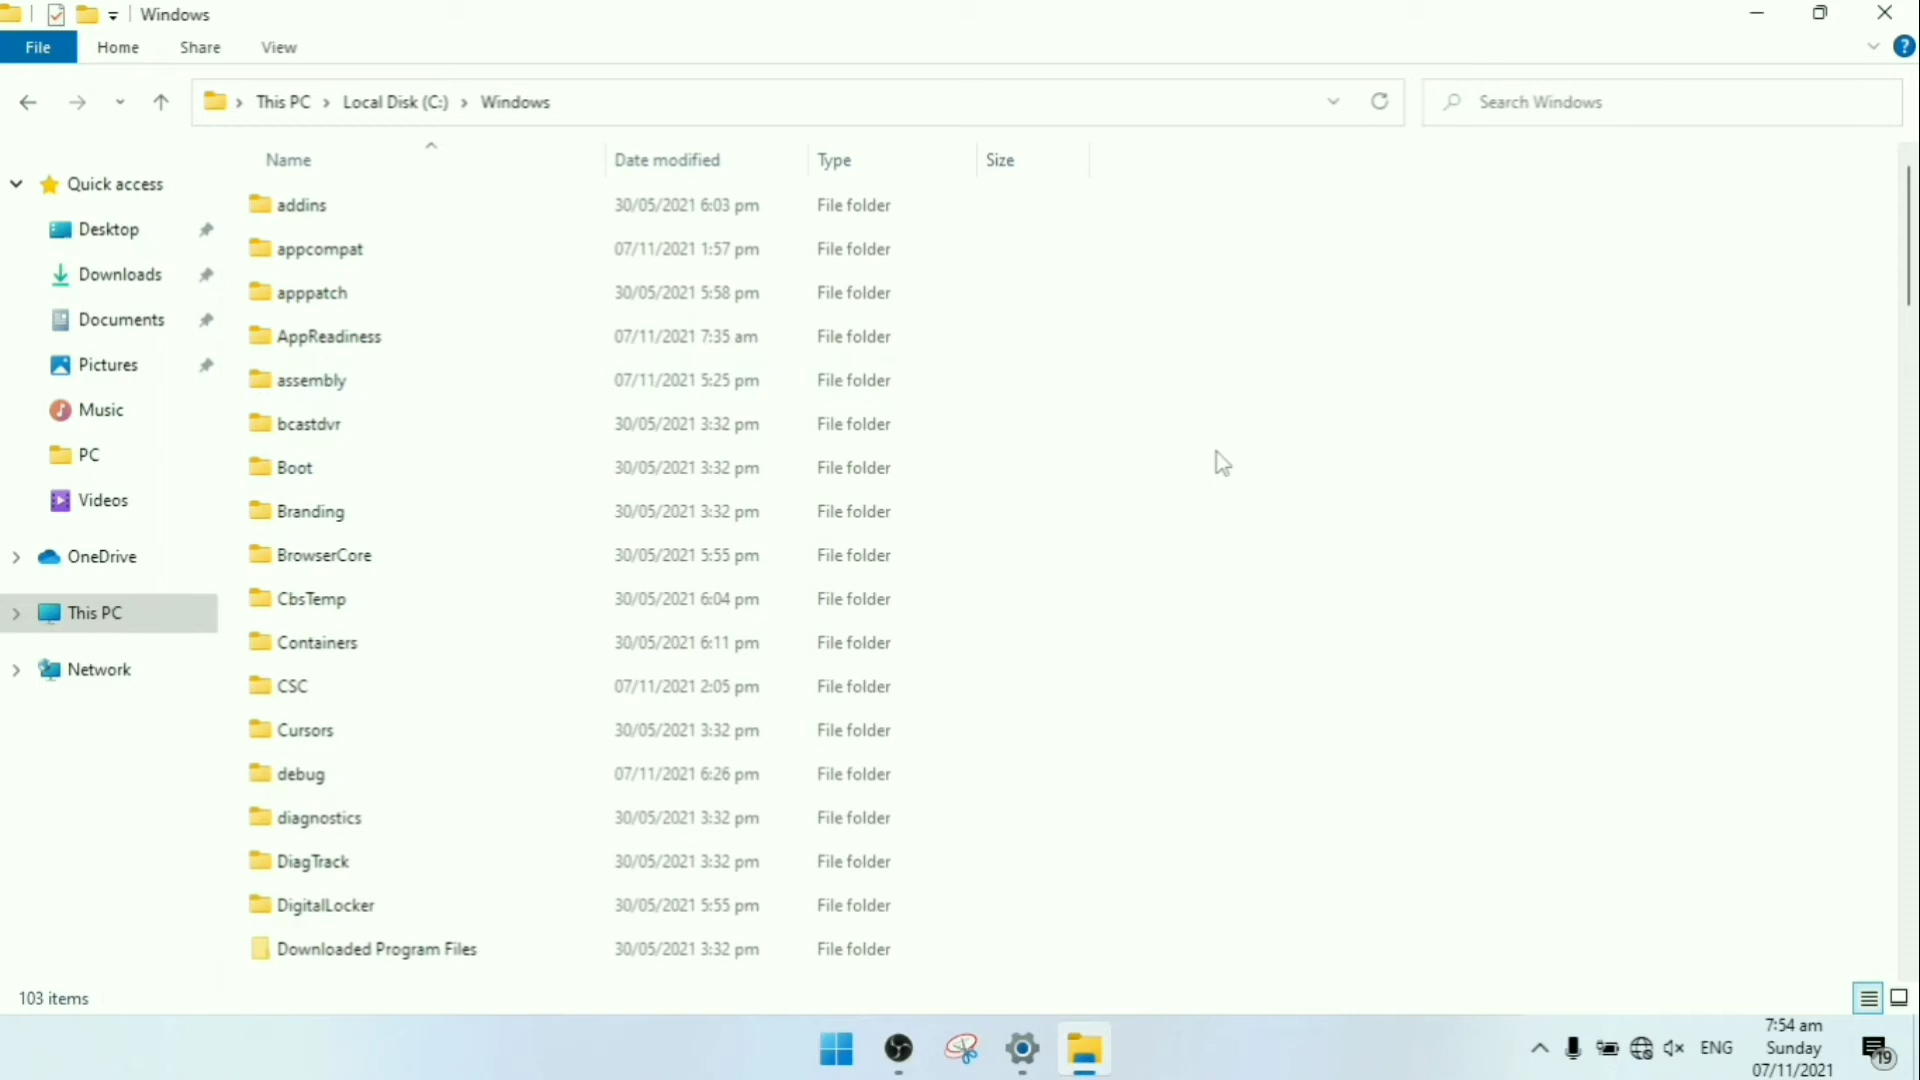 Windows
File Home Share View
This PC Local Disk (C:) Windows
Search Windows
Name Date modified Type Size
Quick access
Desktop
Downloads
Documents
Pictures
Music
PC
Videos
OneDrive
This PC
Network
addins 30/05/2021 6:03 pm File folder
appcompat 07/11/2021 1:57 pm File folder
apppatch 30/05/2021 5:58 pm File folder
AppReadiness 07/11/2021 7:35 am File folder
assembly 07/11/2021 5:25 pm File folder
bcastdvr 30/05/2021 3:32 pm File folder
Boot 30/05/2021 3:32 pm File folder
Branding 30/05/2021 3:32 pm File folder
BrowserCore 30/05/2021 5:55 pm File folder
CbsTemp 30/05/2021 6:04 pm File folder
Containers 30/05/2021 6:11 pm File folder
CSC 07/11/2021 2:05 pm File folder
Cursors 30/05/2021 3:32 pm File folder
debug 07/11/2021 6:26 pm File folder
diagnostics 30/05/2021 3:32 pm File folder
DiagTrack 30/05/2021 3:32 pm File folder
DigitalLocker 30/05/2021 5:55 pm File folder
Downloaded Program Files 30/05/2021 3:32 pm File folder
103 items
ENG
7:54 am
Sunday
07/11/2021
19